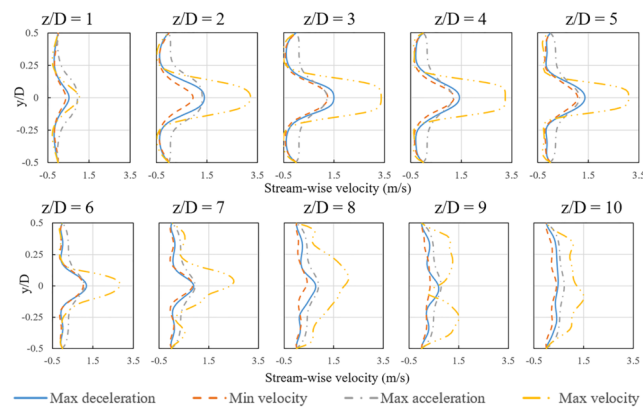 z/D = 1 z/D = 2 z/D = 3 z/D = 4 z/D = 5
0.5
0.25
0
-0.25
-0.5
y/D
-0.5 1.5 3.5 -0.5 1.5 3.5 -0.5 1.5 3.5 -0.5 1.5 3.5 -0.5 1.5 3.5
Stream-wise velocity (m/s)
z/D = 6 z/D = 7 z/D = 8 z/D = 9 z/D = 10
0.5
0.25
0
-0.25
-0.5
y/D
-0.5 1.5 3.5 -0.5 1.5 3.5 -0.5 1.5 3.5 -0.5 1.5 3.5 -0.5 1.5 3.5
Stream-wise velocity (m/s)
Max deceleration Min velocity Max acceleration Max velocity